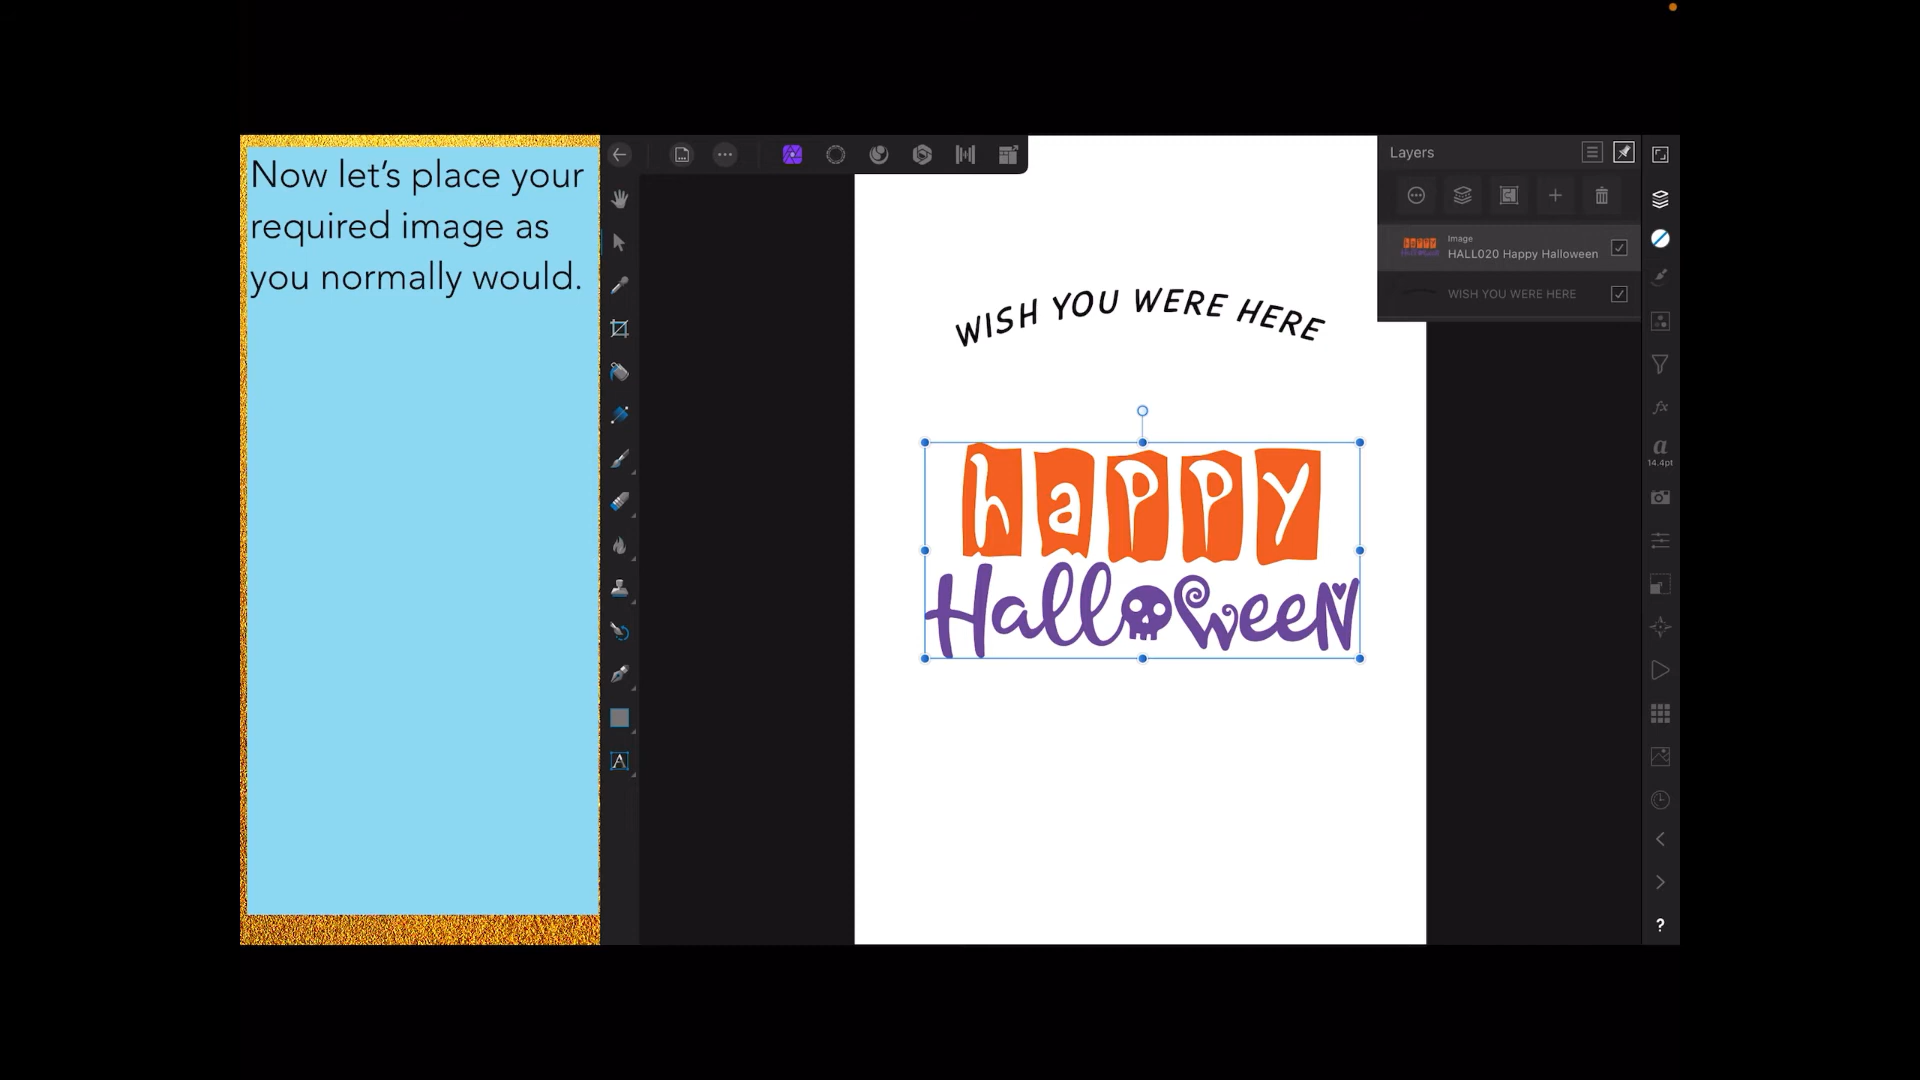 Now let's place your
required image as
you normally would.
Layers
Image
HALL020 Happy Halloween
WISH YOU WERE HERE
WISH YOU WERE HERE
happy
Halloween
A
fx
a
14.4pt
?